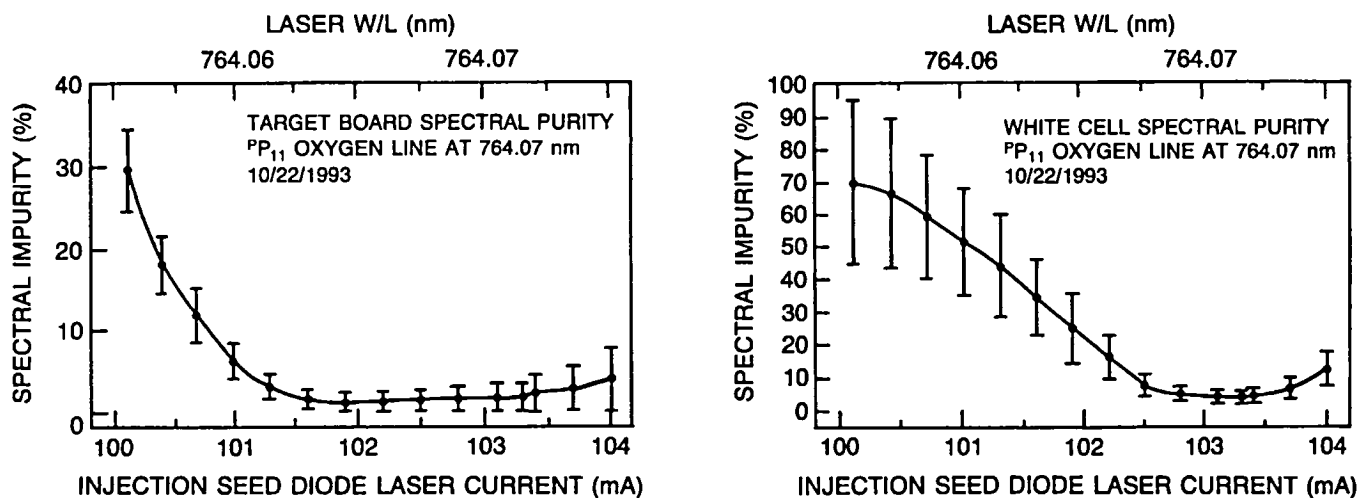 LASER W/L (nm)
764.06 764.07
40
30
20
10
0
SPECTRAL IMPURITY (%)
TARGET BOARD SPECTRAL PURITY
ᴾP₁₁ OXYGEN LINE AT 764.07 nm
10/22/1993
100 101 102 103 104
INJECTION SEED DIODE LASER CURRENT (mA)
LASER W/L (nm)
764.06 764.07
100
90
80
70
60
50
40
30
20
10
0
SPECTRAL IMPURITY (%)
WHITE CELL SPECTRAL PURITY
ᴾP₁₁ OXYGEN LINE AT 764.07 nm
10/22/1993
100 101 102 103 104
INJECTION SEED DIODE LASER CURRENT (mA)